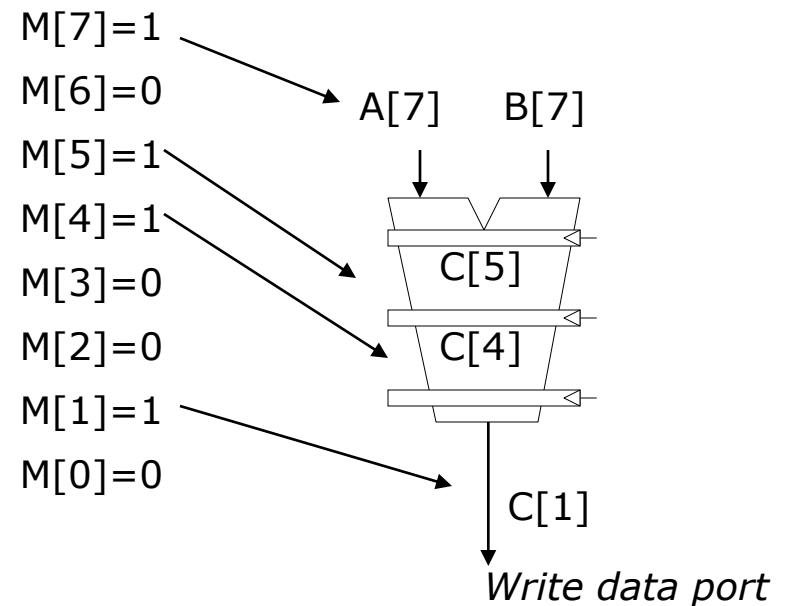 M[7]=1
M[6]=0
A[7] B[7]
M[5]=1
M[4]=1
C[5]
M[3]=0
M[2]=0
C[4]
M[1]=1
M[0]=0
C[1]
Write data port